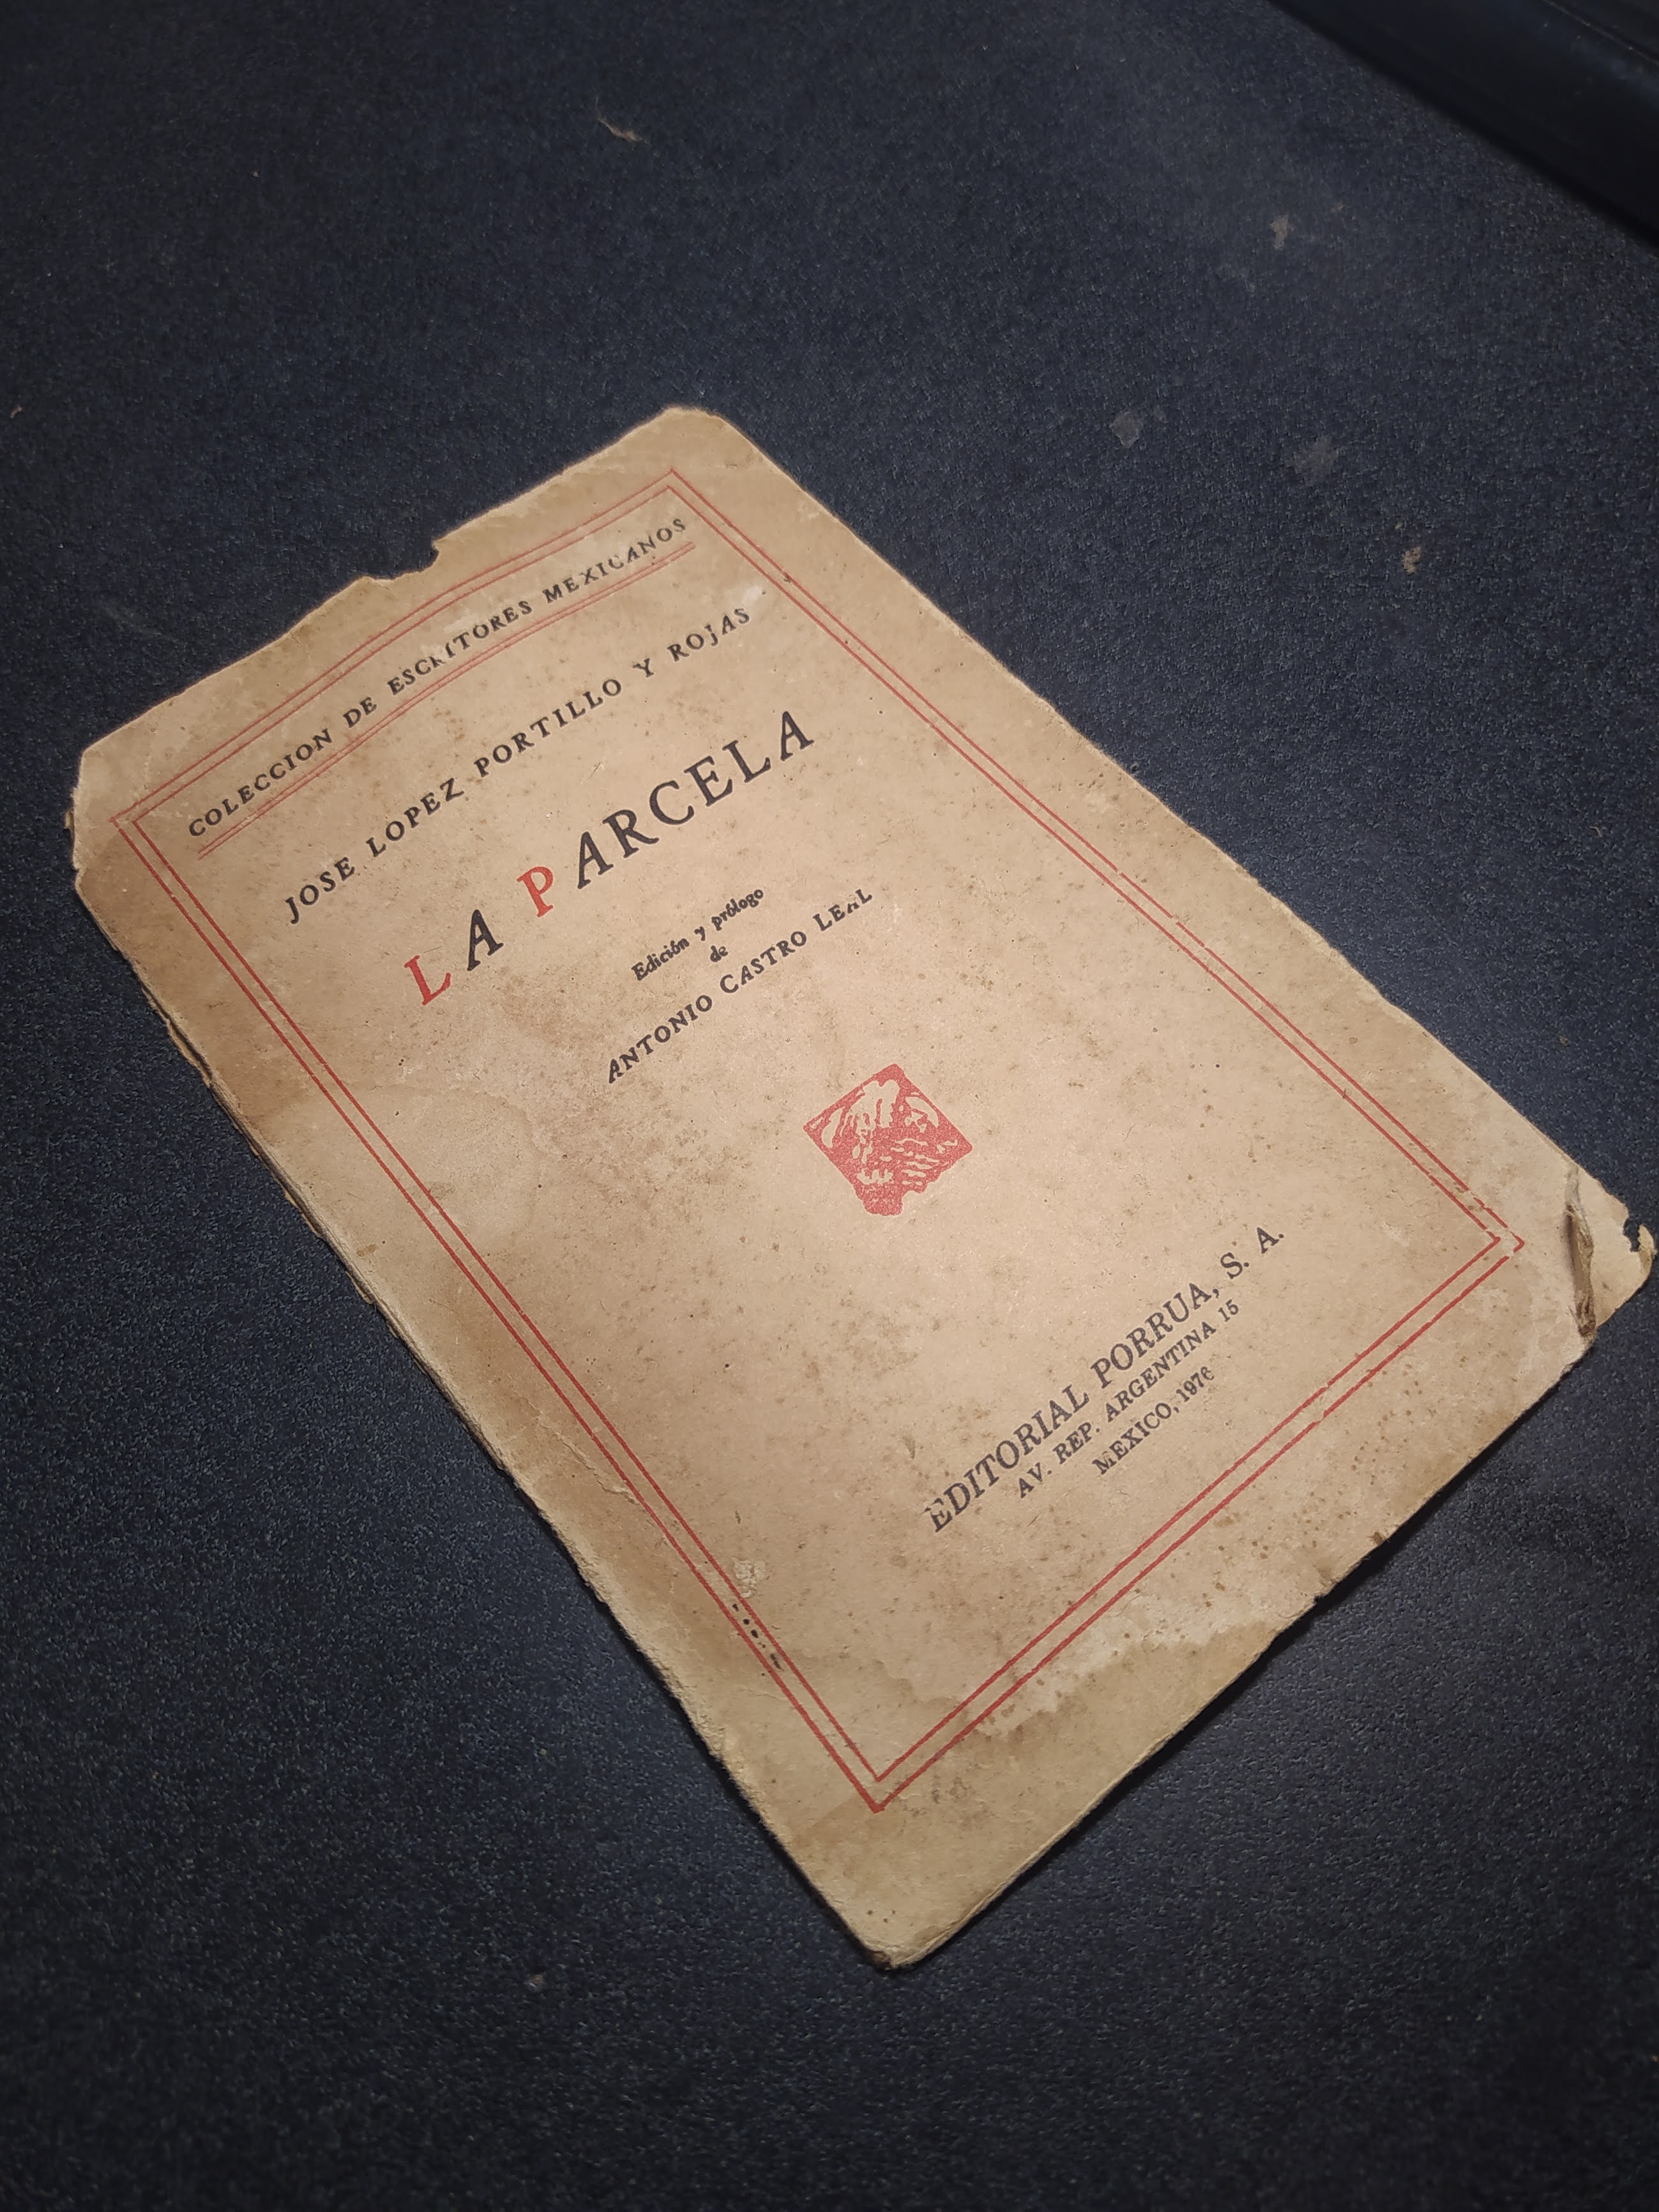 COLECCION DE ESCRITORES MEXICANOS
JOSE LOPEZ PORTILLO Y ROJAS
LA PARCELA
Edición y prólogo
de
ANTONIO CASTRO LEAL
EDITORIAL PORRUA, S. A.
AV. REP. ARGENTINA 15
MEXICO, 1976